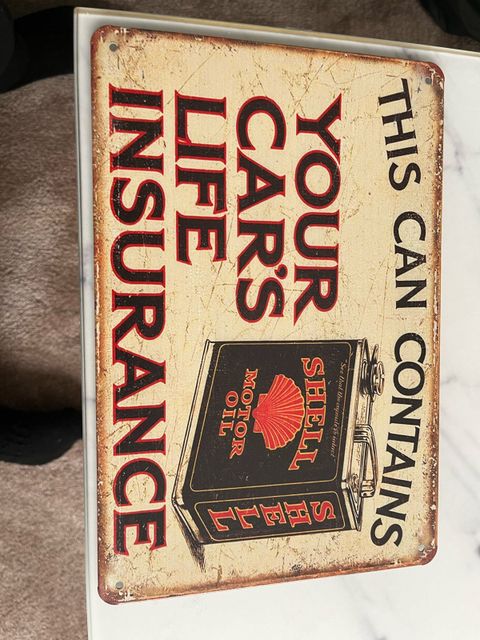 THIS CAN CONTAINS
YOUR
CAR'S
LIFE
INSURANCE
SHELL
MOTOR
OIL
SHELL